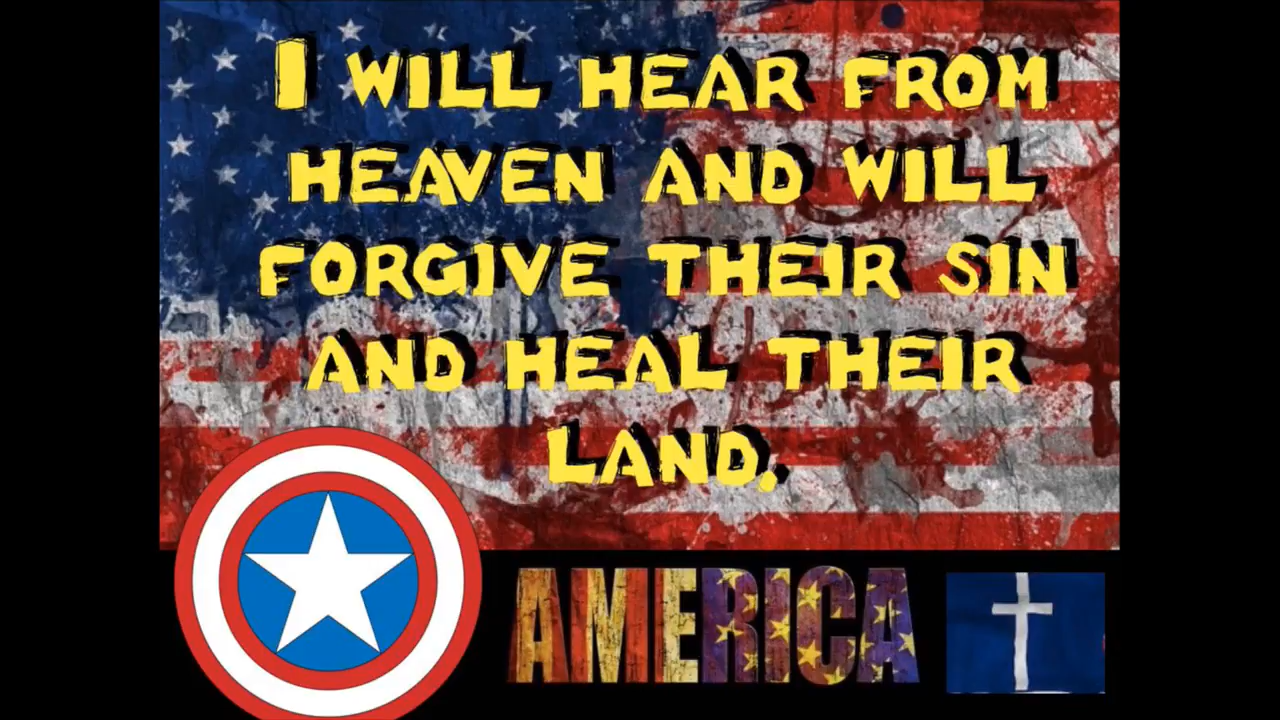 I WILL HEAR FROM
HEAVEN AND WILL
FORGIVE THEIR SIN
AND HEAL THEIR
LAND.
AMERICA